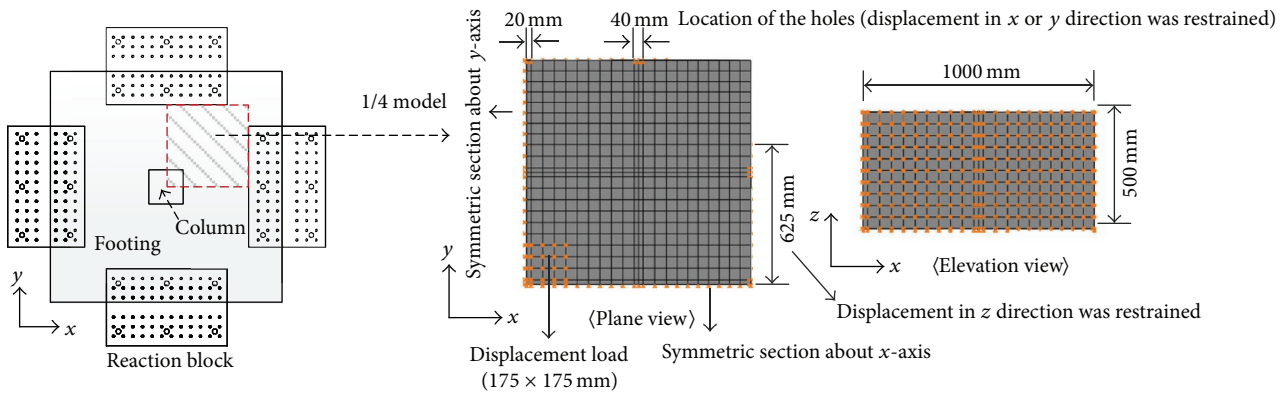 20 mm
40 mm
Location of the holes (displacement in x or y direction was restrained)
Symmetric section about y-axis
1/4 model
1000 mm
500 mm
625 mm
Column
Footing
y
x
Reaction block
y
x
⟨Plane view⟩
z
x
⟨Elevation view⟩
Displacement in z direction was restrained
Displacement load
(175 × 175 mm)
Symmetric section about x-axis